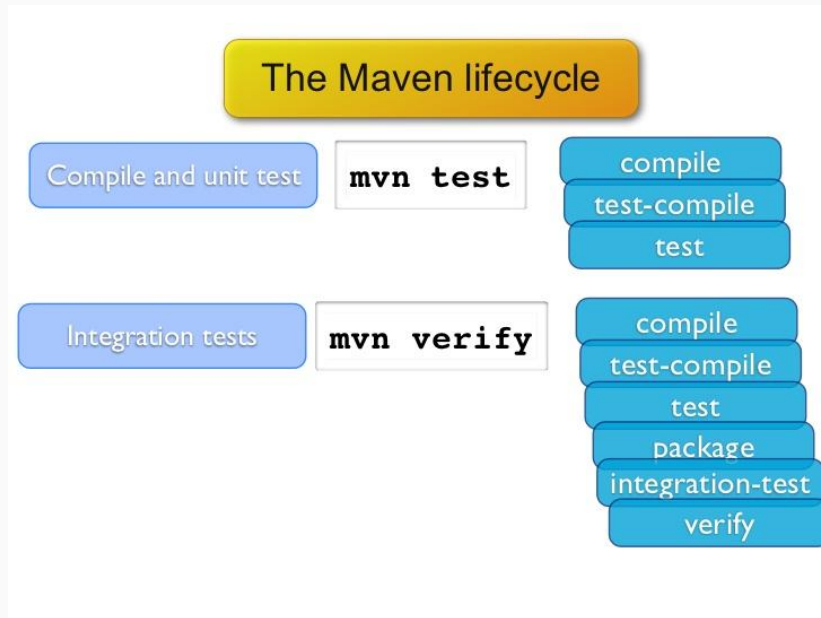 The Maven lifecycle
Compile and unit test
mvn test
compile
test-compile
test
Integration tests
mvn verify
compile
test-compile
test
package
integration-test
verify